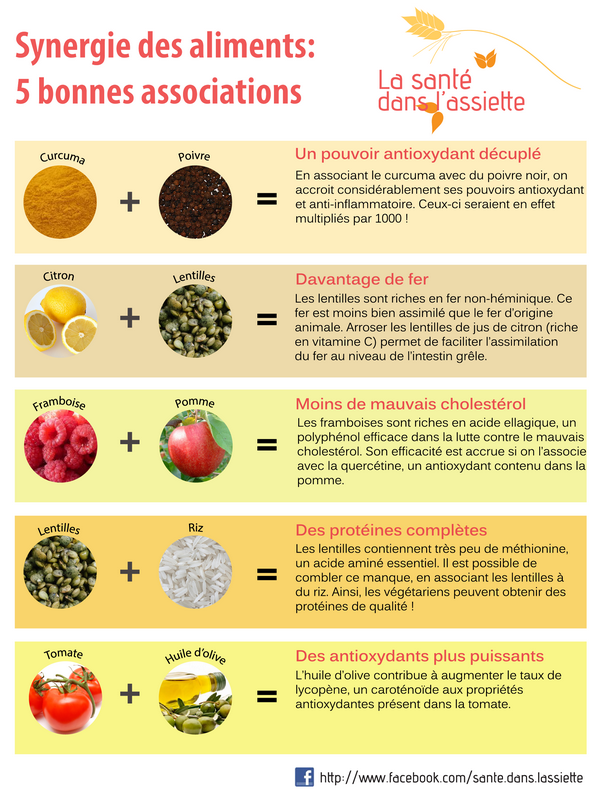 Synergie des aliments:
5 bonnes associations
La santé
dans l'assiette
Curcuma
+
Poivre
=
Un pouvoir antioxydant décuplé
En associant le curcuma avec du poivre noir, on
accroit considérablement ses pouvoirs antioxydant
et anti-inflammatoire. Ceux-ci seraient en effet
multipliés par 1000 !
Citron
+
Lentilles
=
Davantage de fer
Les lentilles sont riches en fer non-héminique. Ce
fer est moins bien assimilé que le fer d'origine
animale. Arroser les lentilles de jus de citron (riche
en vitamine C) permet de faciliter l'assimilation
du fer au niveau de l'intestin grêle.
Framboise
+
Pomme
=
Moins de mauvais cholestérol
Les framboises sont riches en acide ellagique, un
polyphénol efficace dans la lutte contre le mauvais
cholestérol. Son efficacité est accrue si on l'associe
avec la quercétine, un antioxydant contenu dans la
pomme.
Lentilles
+
Riz
=
Des protéines complètes
Les lentilles contiennent très peu de méthionine,
un acide aminé essentiel. Il est possible de
combler ce manque, en associant les lentilles à
du riz. Ainsi, les végétariens peuvent obtenir des
protéines de qualité !
Tomate
+
Huile d'olive
=
Des antioxydants plus puissants
L'huile d'olive contribue à augmenter le taux de
lycopène, un caroténoïde aux propriétés
antioxydantes présent dans la tomate.
f http://www.facebook.com/sante.dans.lassiette